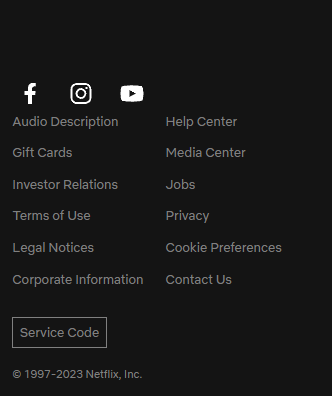 Audio Description Help Center
Gift Cards Media Center
Investor Relations Jobs
Terms of Use Privacy
Legal Notices Cookie Preferences
Corporate Information Contact Us
Service Code
© 1997-2023 Netflix, Inc.